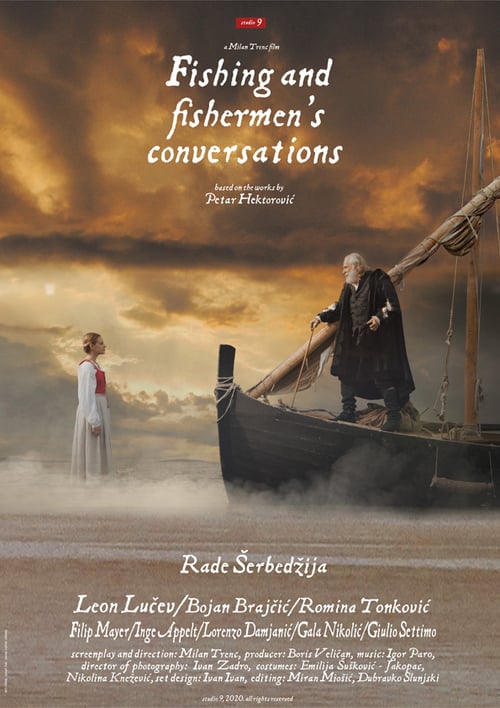 studio 9
a Milan Trenc film
Fishing and
fishermen's
conversations
based on the works by
Petar Hektorović
Rade Šerbedžija
Leon Lučev/Bojan Brajčić/Romina Tonković
Filip Mayer/Inge Appelt/Lorenzo Damjanić/Gala Nikolić/Giulio Settimo
screenplay and direction: Milan Trenc, producer: Boris Veličan, music: Igor Paro,
director of photography: Ivan Zadro, costumes: Emilija Sušković - Jakopac,
Nikolina Knežević, set design: Ivan Ivan, editing: Miran Miošić, Dubravko Slunjski
studio 9, 2020. all rights reserved